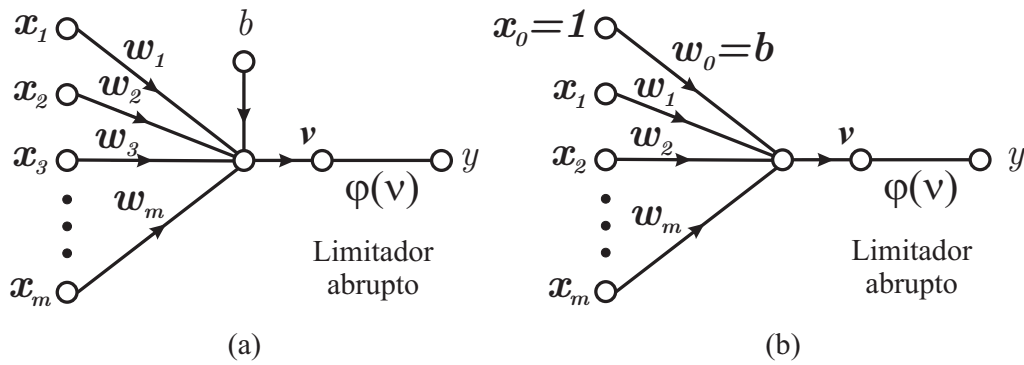 x₁
w₁
b
w₂
x₂
w₃
x₃
v
y
φ(ν)
wₘ
xₘ
Limitador
abrupto
(a)
x₀=1
w₀=b
x₁
w₁
w₂
x₂
v
y
φ(ν)
wₘ
xₘ
Limitador
abrupto
(b)